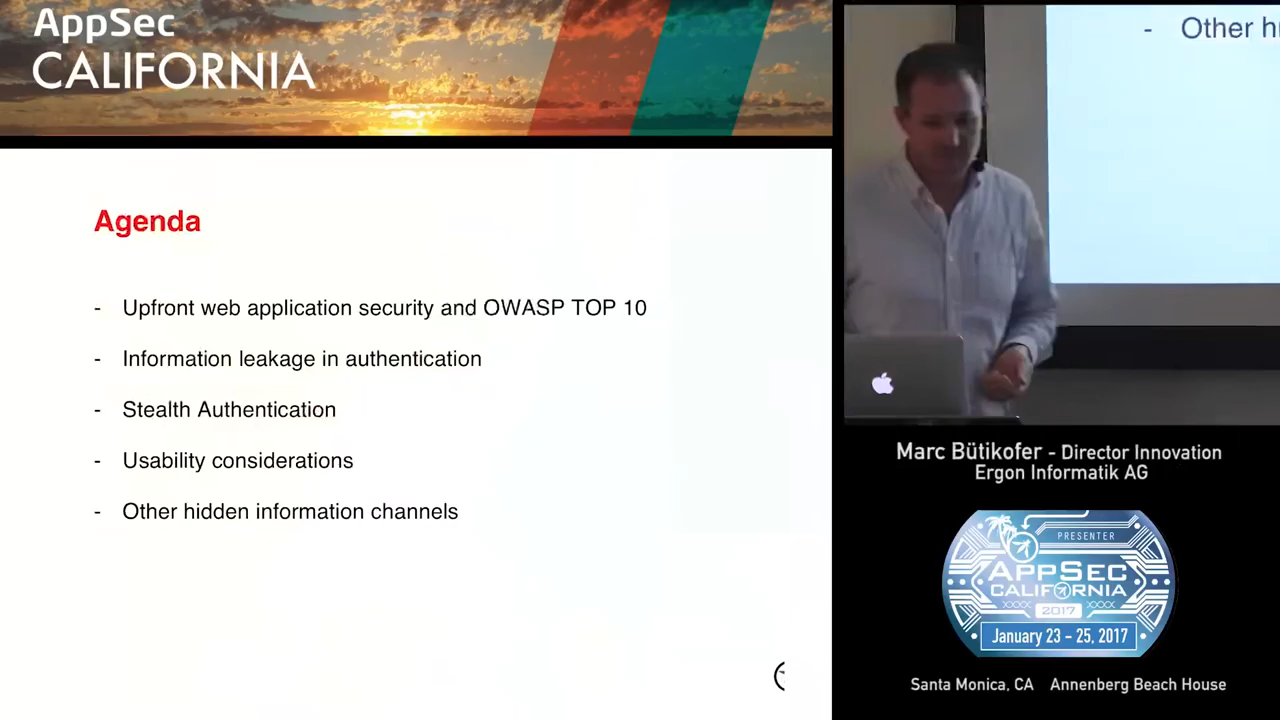 AppSec
CALIFORNIA
Agenda
- Upfront web application security and OWASP TOP 10
- Information leakage in authentication
- Stealth Authentication
- Usability considerations
- Other hidden information channels
- Other h
Marc Bütikofer - Director Innovation
Ergon Informatik AG
PRESENTER
APPSEC
CALIFORNIA
2017
January 23 - 25, 2017
Santa Monica, CA Annenberg Beach House